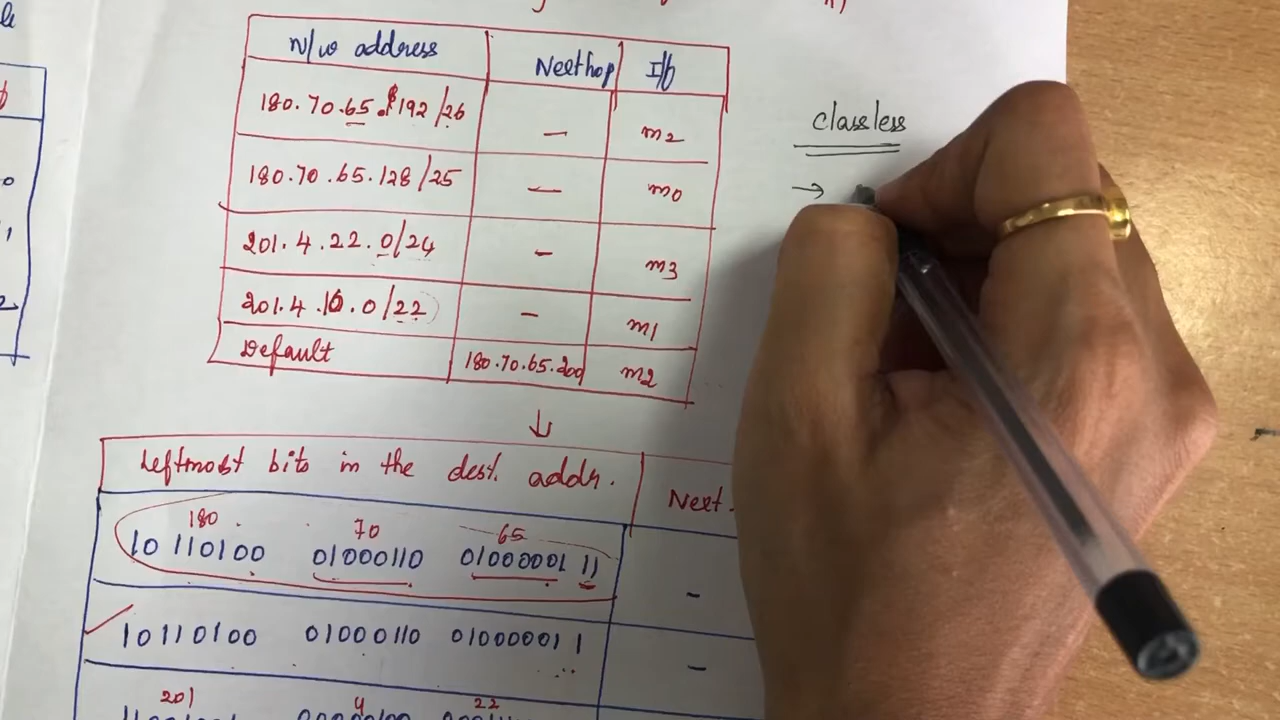 N/w address Nexthop I/f
180.70.65.192/26 — m2
180.70.65.128/25 — m0
201.4.22.0/24 - m3
201.4.16.0/22 - m1
Default 180.70.65.200 m2
classless
→
↓
Leftmost bits in the dest. addr. Next
180 70 65
10 110100 01000110 01000001 11 -
10110100 01000110 01000001 1 -
201 4 22